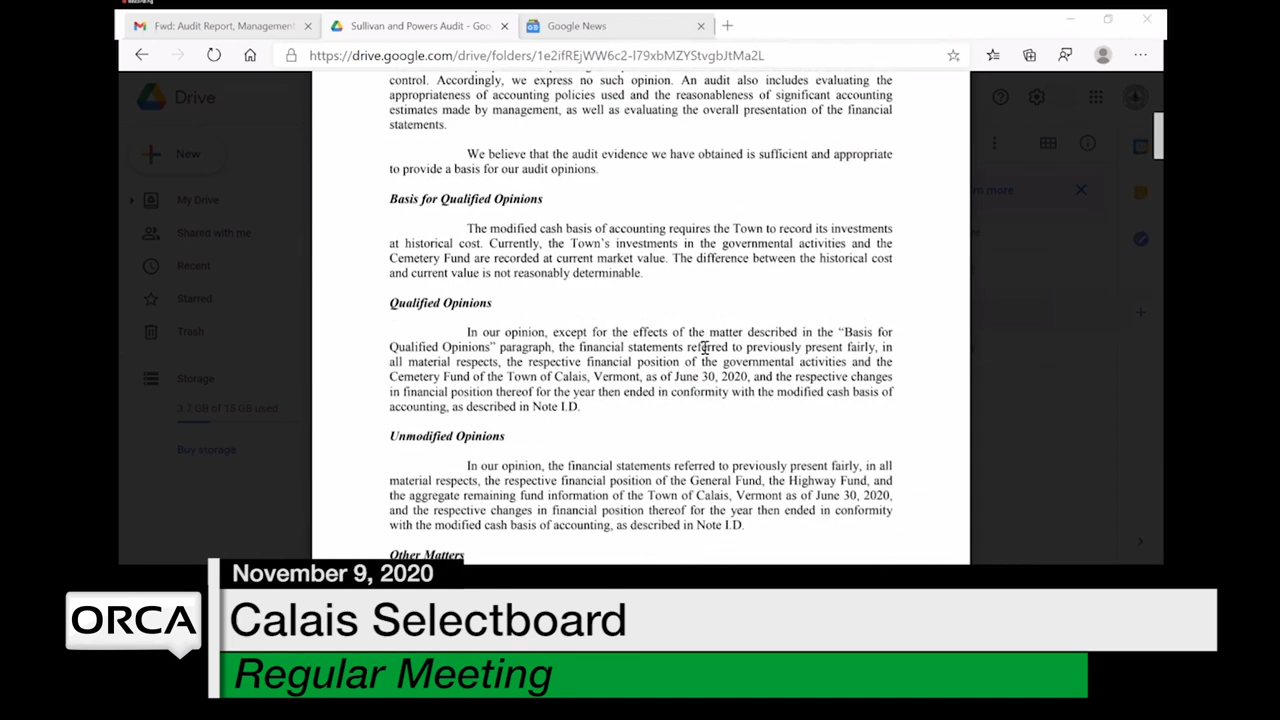 Recording
Fwd: Audit Report, Management
Sullivan and Powers Audit - Goo
Google News
https://drive.google.com/drive/folders/1e2ifREjWW6c2-l79xbMZYStvgbJtMa2L
Drive
New
My Drive
Shared with me
Recent
Starred
Trash
Storage
3.7 GB of 15 GB used
Buy storage
more
control. Accordingly, we express no such opinion. An audit also includes evaluating the
appropriateness of accounting policies used and the reasonableness of significant accounting
estimates made by management, as well as evaluating the overall presentation of the financial
statements.
We believe that the audit evidence we have obtained is sufficient and appropriate
to provide a basis for our audit opinions.
Basis for Qualified Opinions
The modified cash basis of accounting requires the Town to record its investments
at historical cost. Currently, the Town's investments in the governmental activities and the
Cemetery Fund are recorded at current market value. The difference between the historical cost
and current value is not reasonably determinable.
Qualified Opinions
In our opinion, except for the effects of the matter described in the “Basis for
Qualified Opinions” paragraph, the financial statements referred to previously present fairly, in
all material respects, the respective financial position of the governmental activities and the
Cemetery Fund of the Town of Calais, Vermont, as of June 30, 2020, and the respective changes
in financial position thereof for the year then ended in conformity with the modified cash basis of
accounting, as described in Note I.D.
Unmodified Opinions
In our opinion, the financial statements referred to previously present fairly, in all
material respects, the respective financial position of the General Fund, the Highway Fund, and
the aggregate remaining fund information of the Town of Calais, Vermont as of June 30, 2020,
and the respective changes in financial position thereof for the year then ended in conformity
with the modified cash basis of accounting, as described in Note I.D.
Other Matters
November 9, 2020
ORCA
Calais Selectboard
Regular Meeting